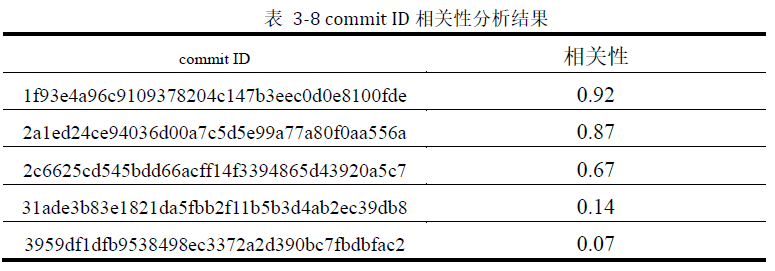 表 3-8 commit ID 相关性分析结果
commit ID 相关性
1f93e4a96c9109378204c147b3eec0d0e8100fde 0.92
2a1ed24ce94036d00a7c5d5e99a77a80f0aa556a 0.87
2c6625cd545bdd66acff14f3394865d43920a5c7 0.67
31ade3b83e1821da5fbb2f11b5b3d4ab2ec39db8 0.14
3959df1dfb9538498ec3372a2d390bc7fbdbfac2 0.07